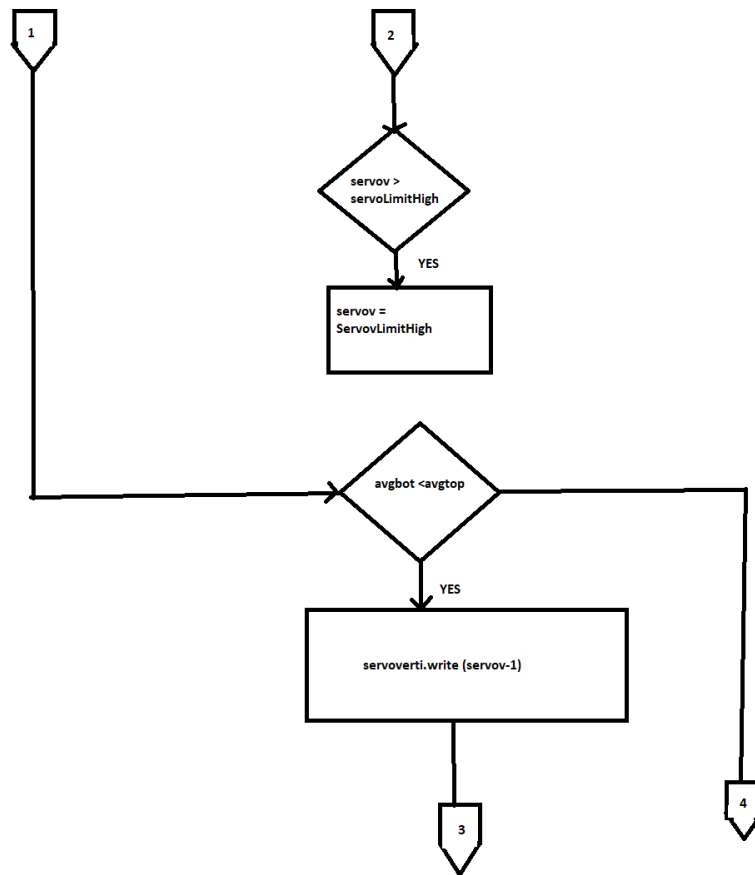 1
2
servov >
servoLimitHigh
YES
servov =
ServovLimitHigh
avgbot <avgtop
YES
servoverti.write (servov-1)
3
4